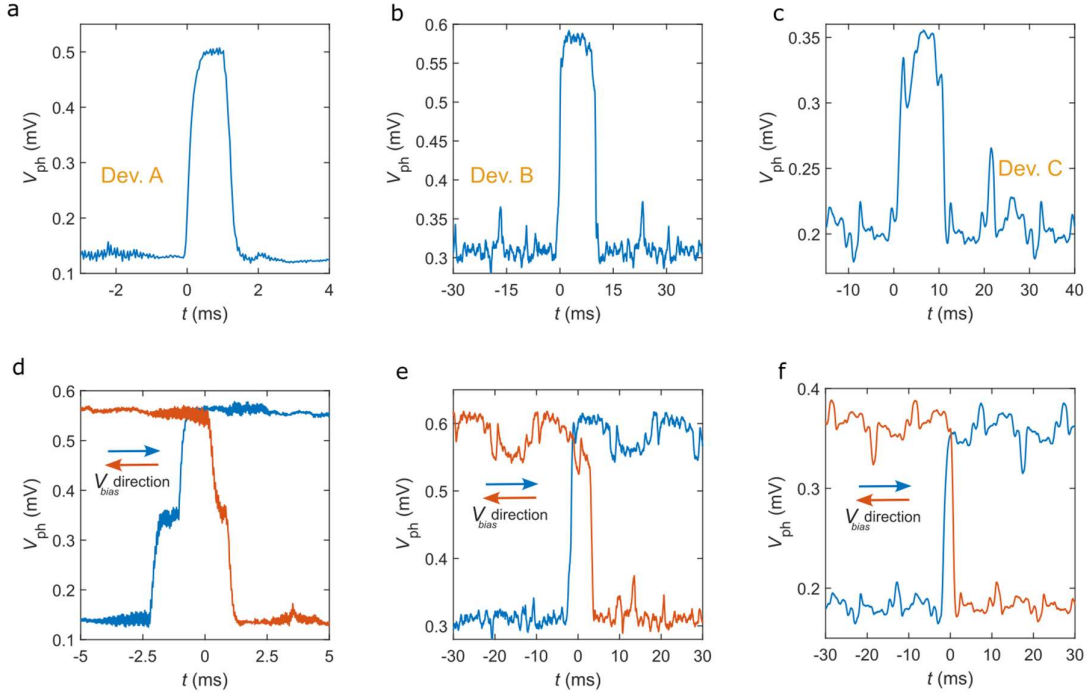 a
V_ph (mV)
0.5
0.4
0.3
0.2
0.1
Dev. A
-2 0 2 4
t (ms)
b
V_ph (mV)
0.6
0.55
0.5
0.45
0.4
0.35
0.3
Dev. B
-30 -15 0 15 30
t (ms)
c
V_ph (mV)
0.35
0.3
0.25
0.2
Dev. C
-10 0 10 20 30 40
t (ms)
d
V_ph (mV)
0.6
0.5
0.4
0.3
0.2
0.1
V_bias direction
-5 -2.5 0 2.5 5
t (ms)
e
V_ph (mV)
0.6
0.6
0.4
0.3
V_bias direction
-30 -20 -10 0 10 20 30
t (ms)
f
V_ph (mV)
0.4
0.3
0.2
V_bias direction
-30 -20 -10 0 10 20 30
t (ms)